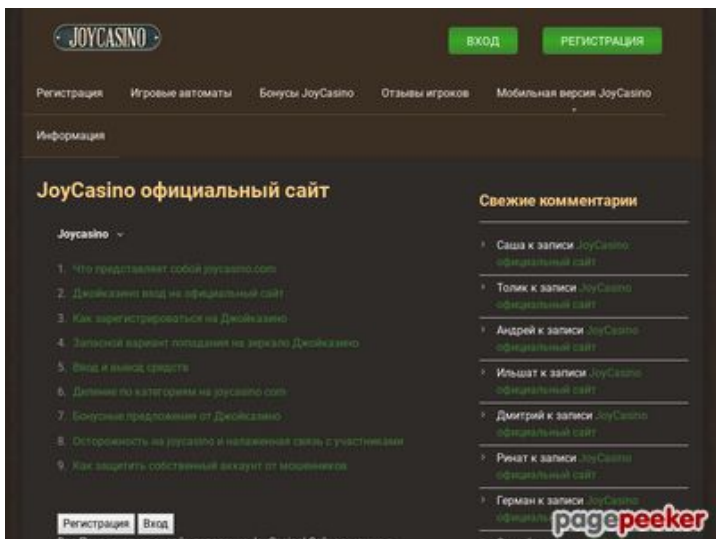 JOYCASINO
ВХОД
РЕГИСТРАЦИЯ
Регистрация Игровые автоматы Бонусы JoyCasino Отзывы игроков Мобильная версия JoyCasino
Информация
JoyCasino официальный сайт
Joycasino
1. Что представляет собой joycasino.com
2. Джойказино вход на официальный сайт
3. Как зарегистрироваться на Джойказино
4. Запасной вариант попадания на зеркало Джойказино
5. Ввод и вывод средств
6. Деление по категориям на joycasino com
7. Бонусные предложения от Джойказино
8. Осторожность на joycasino и налаженная связь с участниками
9. Как защитить собственный аккаунт от мошенников
Регистрация Вход
Свежие комментарии
Саша к записи JoyCasino
официальный сайт
Толик к записи JoyCasino
официальный сайт
Андрей к записи JoyCasino
официальный сайт
Ильшат к записи JoyCasino
официальный сайт
Дмитрий к записи JoyCasino
официальный сайт
Ринат к записи JoyCasino
официальный сайт
Герман к записи JoyCasino
pagepeeker